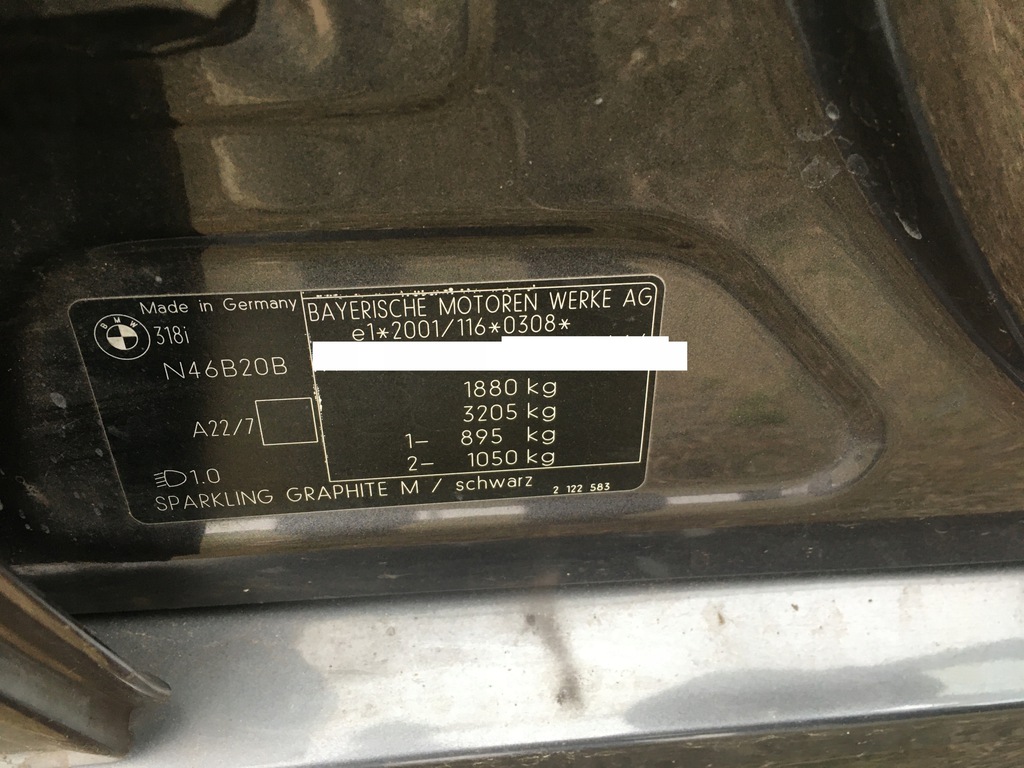 Made in Germany
BMW
318i
N46B20B
A22/7
1.0
BAYERISCHE MOTOREN WERKE AG
e1*2001/116*0308*
1880 kg
3205 kg
1- 895 kg
2- 1050 kg
SPARKLING GRAPHITE M / schwarz
2 122 583